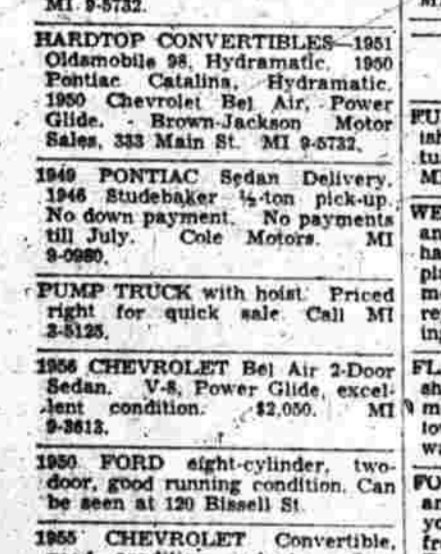 MI 9-5732.
HARDTOP CONVERTIBLES—1951
Oldsmobile 98, Hydramatic. 1950
Pontiac Catalina, Hydramatic.
1950 Chevrolet Bel Air, Power
Glide. - Brown-Jackson Motor
Sales, 333 Main St. MI 9-5732.
1949 PONTIAC Sedan Delivery.
1946 Studebaker ½-ton pick-up.
No down payment. No payments
till July. Cole Motors. MI
9-0980.
PUMP TRUCK with hoist. Priced
right for quick sale. Call MI
3-5125.
1956 CHEVROLET Bel Air 2-Door
Sedan. V-8, Power Glide, excel-
lent condition. $2,050. MI
9-3613.
1950 FORD eight-cylinder, two-
door, good running condition. Can
be seen at 120 Bissell St.
1955 CHEVROLET Convertible,